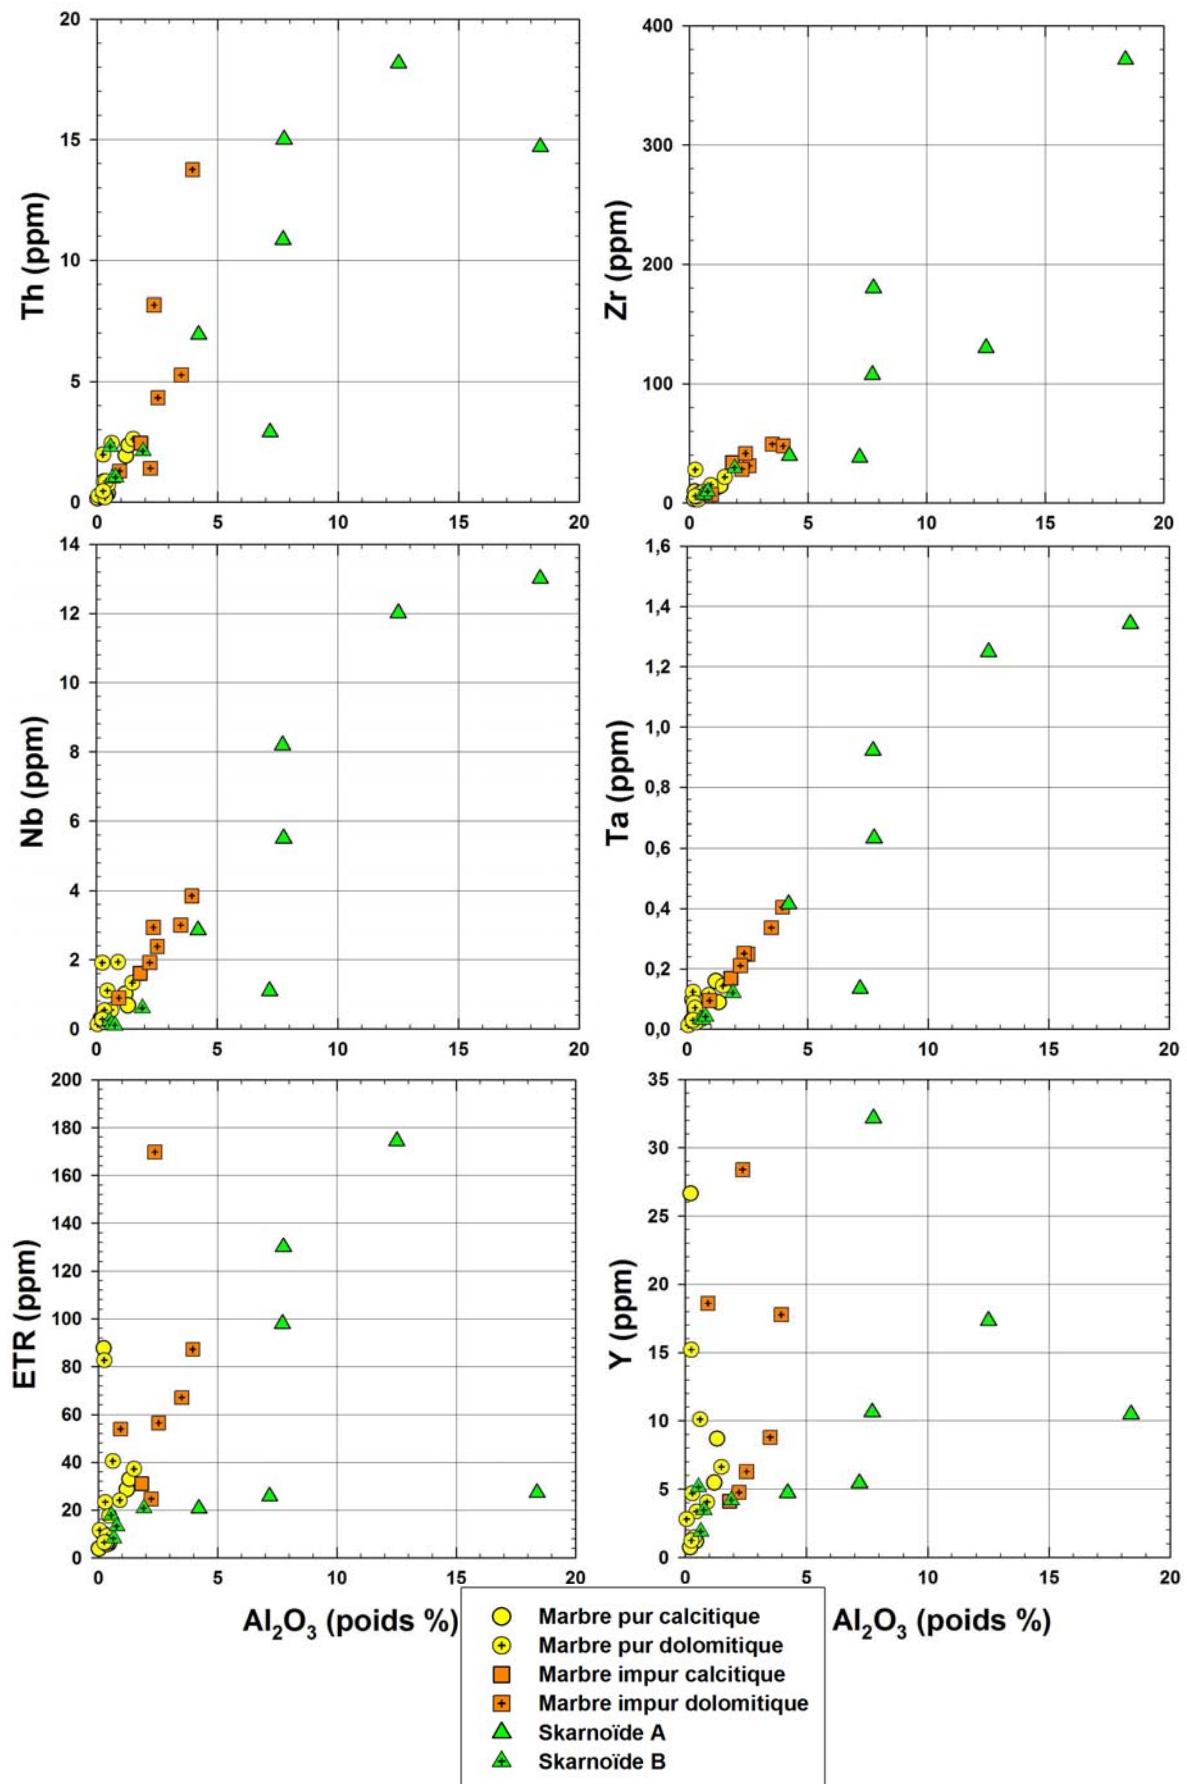 20
15
10
5
0
Th (ppm)
0 5 10 15 20
400
300
200
100
0
Zr (ppm)
0 5 10 15 20
14
12
10
8
6
4
2
0
Nb (ppm)
0 5 10 15 20
1,6
1,4
1,2
1,0
0,8
0,6
0,4
0,2
0,0
Ta (ppm)
0 5 10 15 20
200
180
160
140
120
100
80
60
40
20
0
ETR (ppm)
0 5 10 15 20
35
30
25
20
15
10
5
0
Y (ppm)
0 5 10 15 20
Al₂O₃ (poids %)
Al₂O₃ (poids %)
Marbre pur calcitique
Marbre pur dolomitique
Marbre impur calcitique
Marbre impur dolomitique
Skarnoïde A
Skarnoïde B